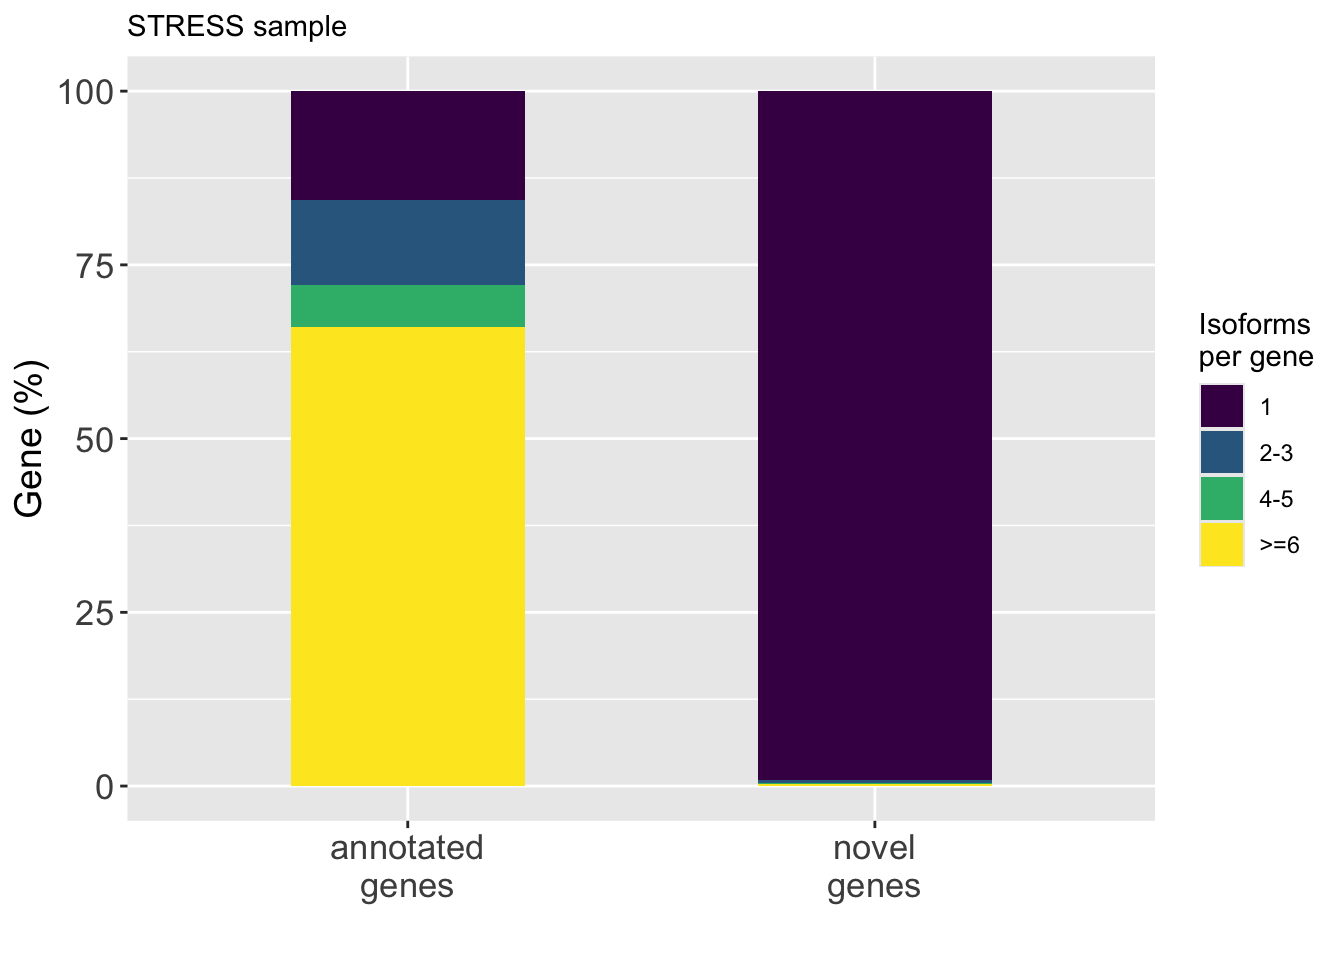 STRESS sample
100
75
50
25
0
Gene (%)
annotated
genes
novel
genes
Isoforms
per gene
1
2-3
4-5
>=6